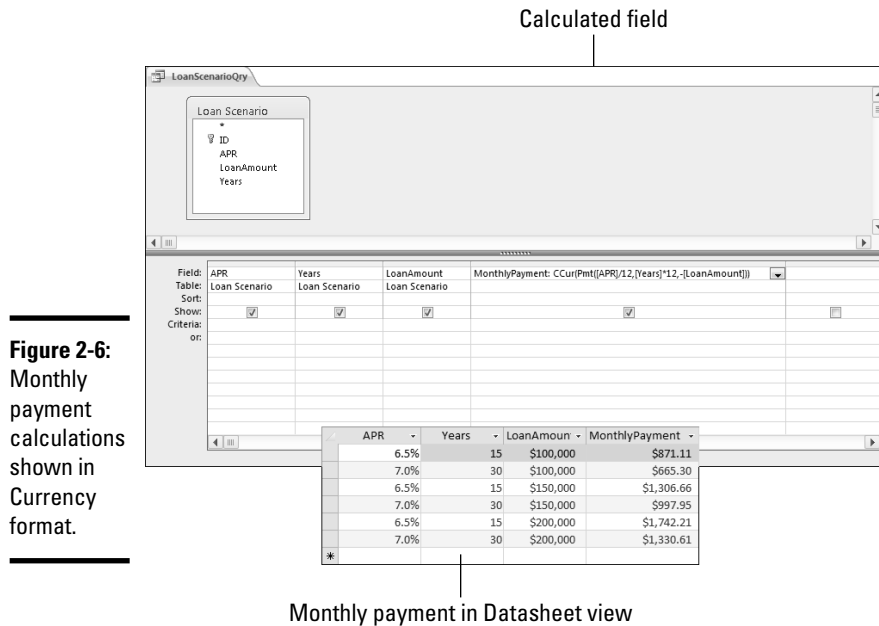 Calculated field
LoanScenarioQry
Loan Scenario
*
ID
APR
LoanAmount
Years
Field: APR Years LoanAmount MonthlyPayment: CCur(Pmt([APR]/12,[Years]*12,-[LoanAmount]))
Table: Loan Scenario Loan Scenario Loan Scenario
Sort:
Show:
Criteria:
or:
Figure 2-6:
Monthly
payment
calculations
shown in
Currency
format.
APR Years LoanAmoun MonthlyPayment
6.5% 15 $100,000 $871.11
7.0% 30 $100,000 $665.30
6.5% 15 $150,000 $1,306.66
7.0% 30 $150,000 $997.95
6.5% 15 $200,000 $1,742.21
7.0% 30 $200,000 $1,330.61
*
Monthly payment in Datasheet view